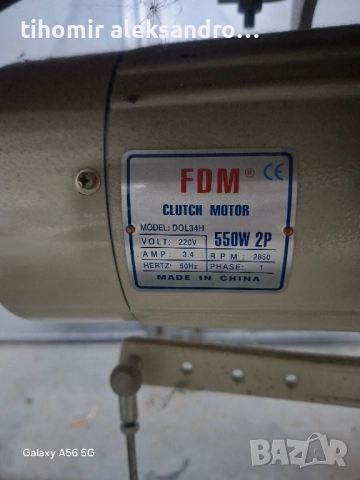 tihomir aleksandro
FDM® CE
CLUTCH MOTOR
MODEL: DOL34H
VOLT: 220V 550W 2P
AMP: 3.4 RPM: 2850
HERTZ: 50Hz PHASE: 1
MADE IN CHINA
Galaxy A56 5G
BAZAR